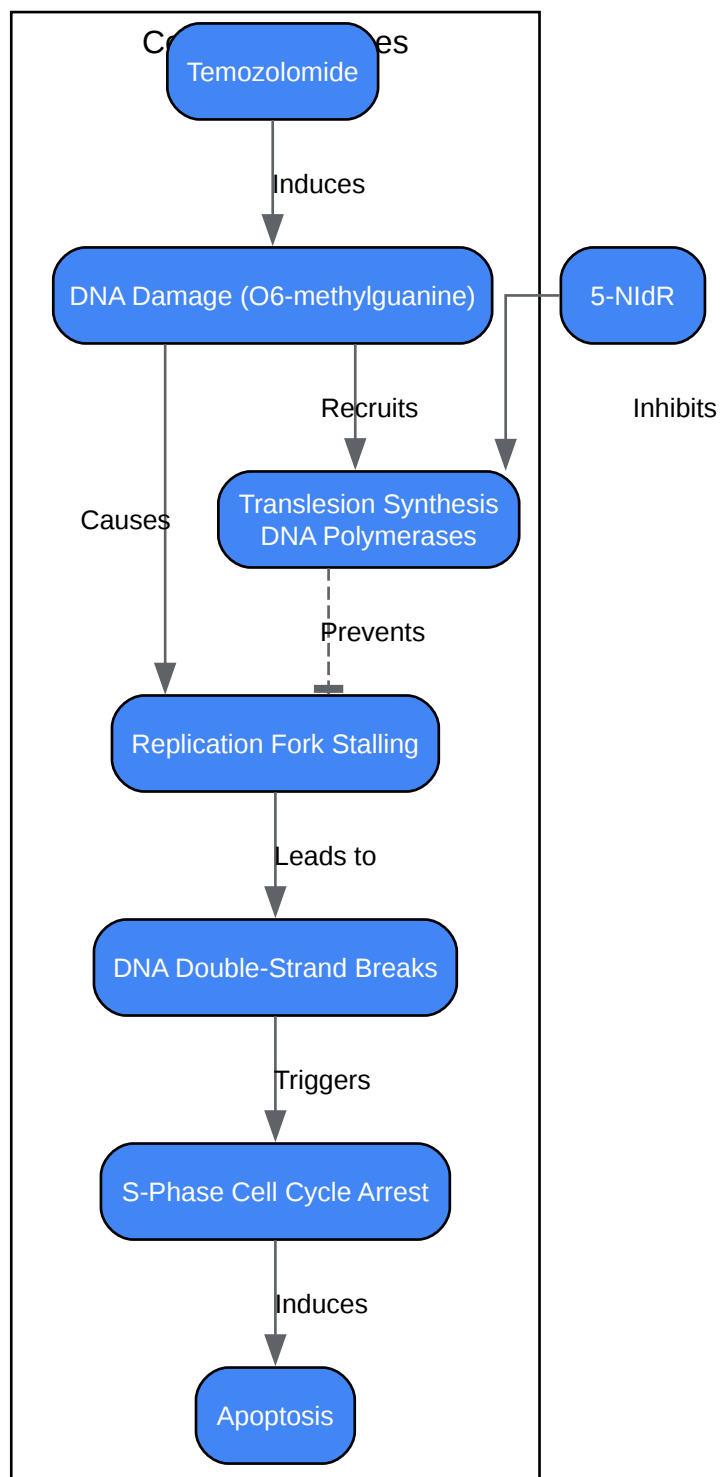 Temozolomide
Induces
DNA Damage (O6-methylguanine)
5-NIdR
Recruits
Inhibits
Causes
Translesion Synthesis
DNA Polymerases
Prevents
Replication Fork Stalling
Leads to
DNA Double-Strand Breaks
Triggers
S-Phase Cell Cycle Arrest
Induces
Apoptosis